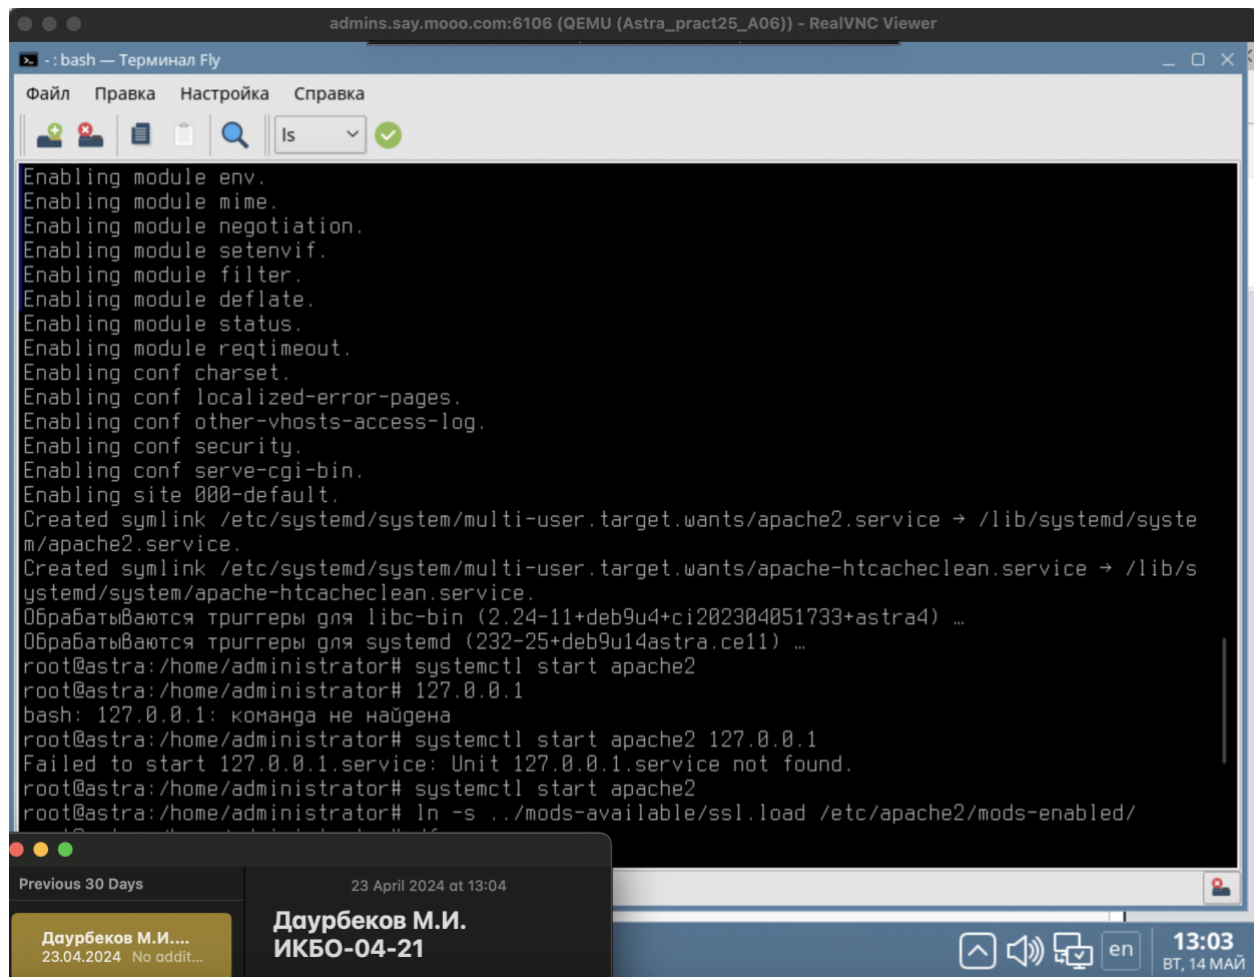 admins.say.mooo.com:6106 (QEMU (Astra_pract25_A06)) - RealVNC Viewer
- : bash — Терминал Fly
Файл Правка Настройка Справка
ls
Enabling module env.
Enabling module mime.
Enabling module negotiation.
Enabling module setenvif.
Enabling module filter.
Enabling module deflate.
Enabling module status.
Enabling module reqtimeout.
Enabling conf charset.
Enabling conf localized-error-pages.
Enabling conf other-vhosts-access-log.
Enabling conf security.
Enabling conf serve-cgi-bin.
Enabling site 000-default.
Created symlink /etc/systemd/system/multi-user.target.wants/apache2.service → /lib/syste
m/apache2.service.
Created symlink /etc/systemd/system/multi-user.target.wants/apache-htcacheclean.service → /lib/s
ystemd/system/apache-htcacheclean.service.
Обрабатываются триггеры для libc-bin (2.24-11+deb9u4+ci202304051733+astra4) …
Обрабатываются триггеры для systemd (232-25+deb9u14astra.ce11) …
root@astra:/home/administrator# systemctl start apache2
root@astra:/home/administrator# 127.0.0.1
bash: 127.0.0.1: команда не найдена
root@astra:/home/administrator# systemctl start apache2 127.0.0.1
Failed to start 127.0.0.1.service: Unit 127.0.0.1.service not found.
root@astra:/home/administrator# systemctl start apache2
root@astra:/home/administrator# ln -s ../mods-available/ssl.load /etc/apache2/mods-enabled/
Previous 30 Days
23 April 2024 at 13:04
Даурбеков М.И.
ИКБО-04-21
Даурбеков М.И....
23.04.2024 No addit...
en
13:03
ВТ, 14 МАЙ